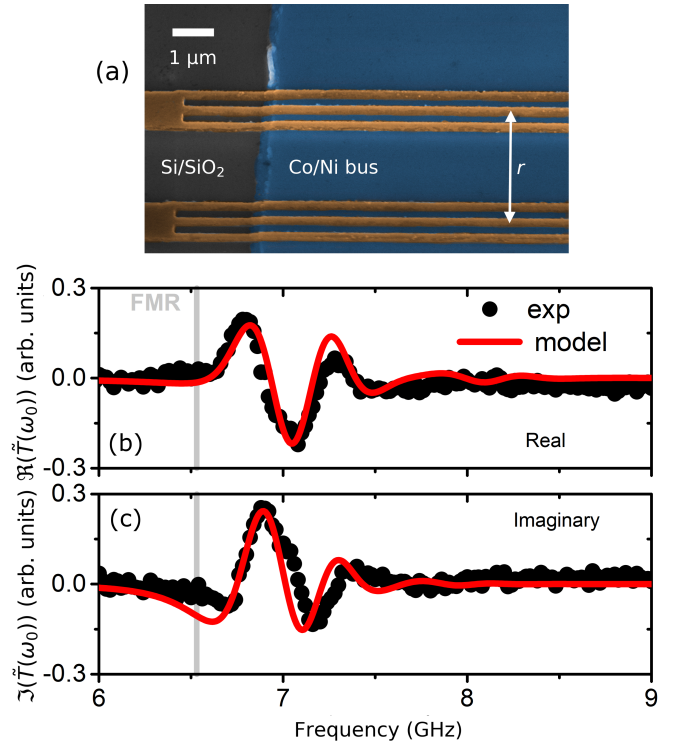 (a)
1 μm
Si/SiO₂
Co/Ni bus
r
ℜ(T̃(ω₀)) (arb. units)
0.3
0.0
-0.3
FMR
exp
model
(b)
Real
ℑ(T̃(ω₀)) (arb. units)
0.3
0.0
-0.3
(c)
Imaginary
6
7
8
9
Frequency (GHz)